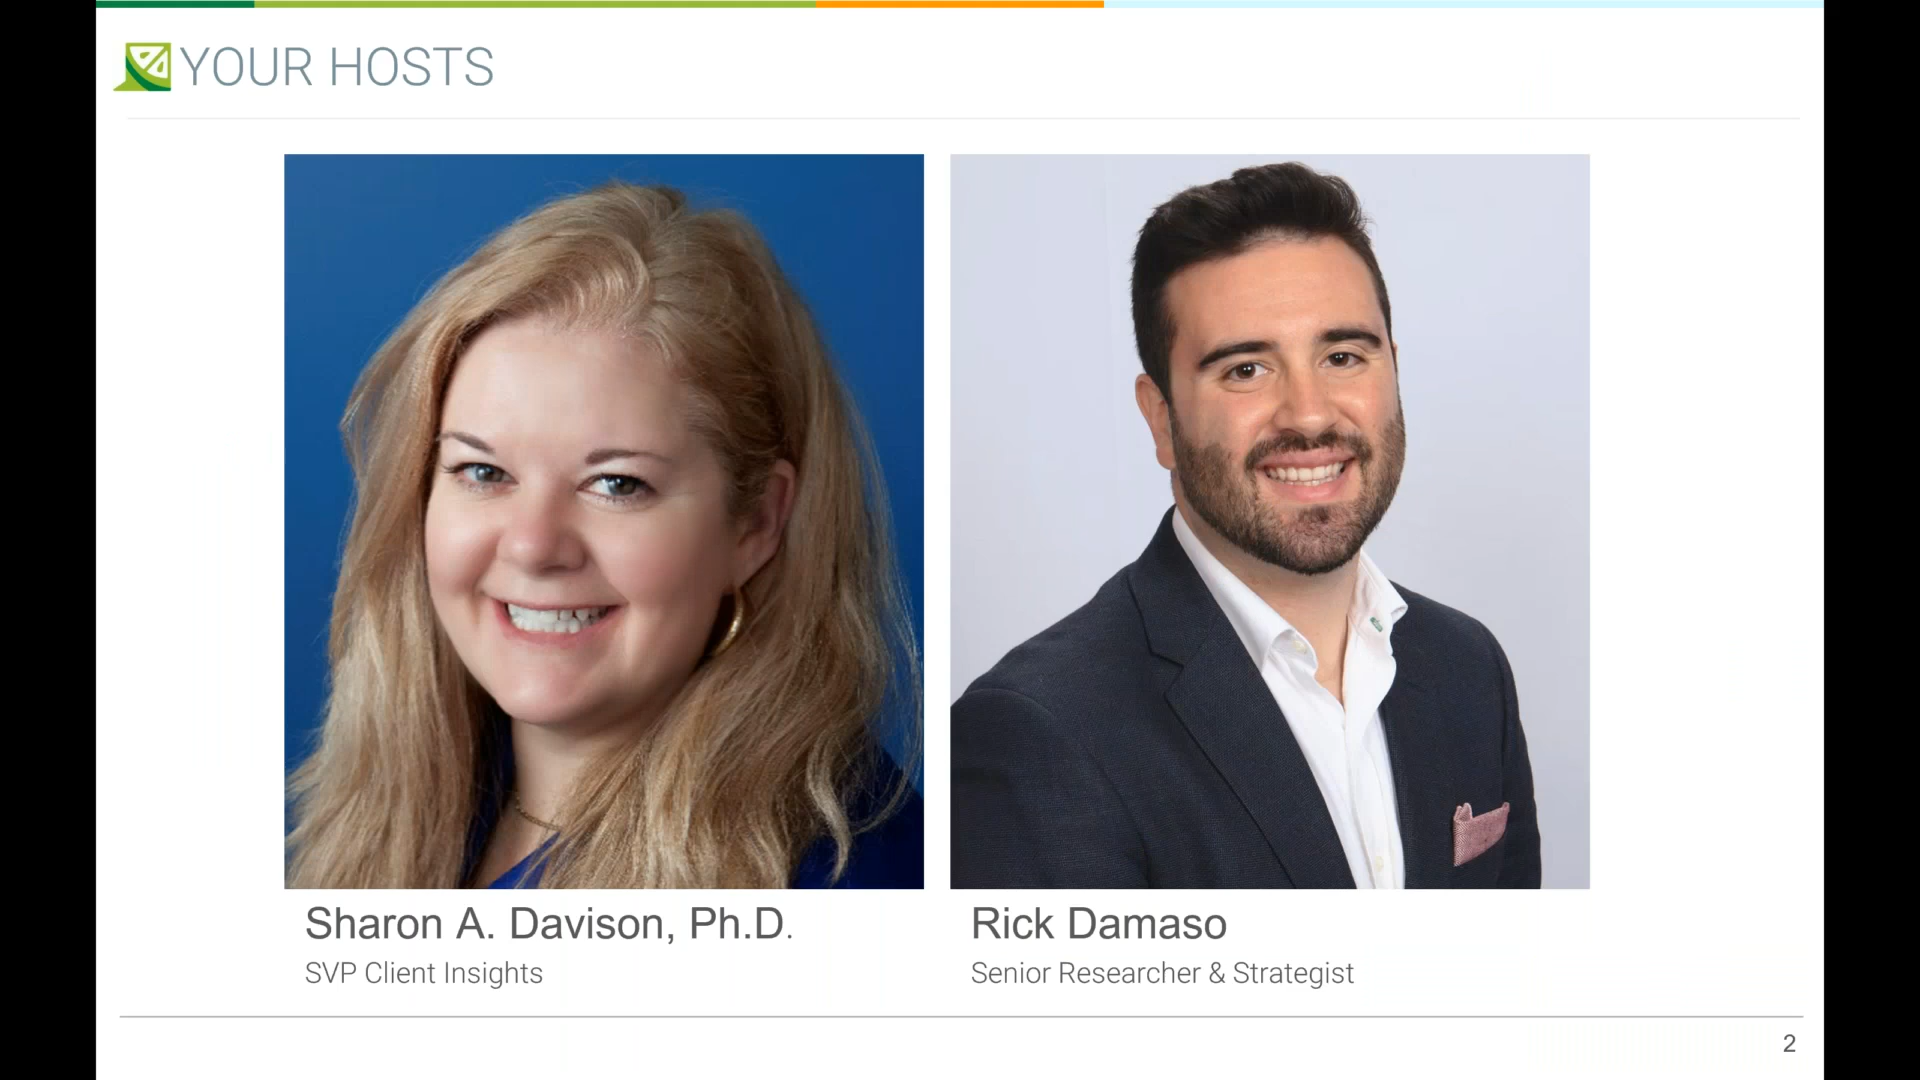 YOUR HOSTS
Sharon A. Davison, Ph.D.
SVP Client Insights
Rick Damaso
Senior Researcher & Strategist
2